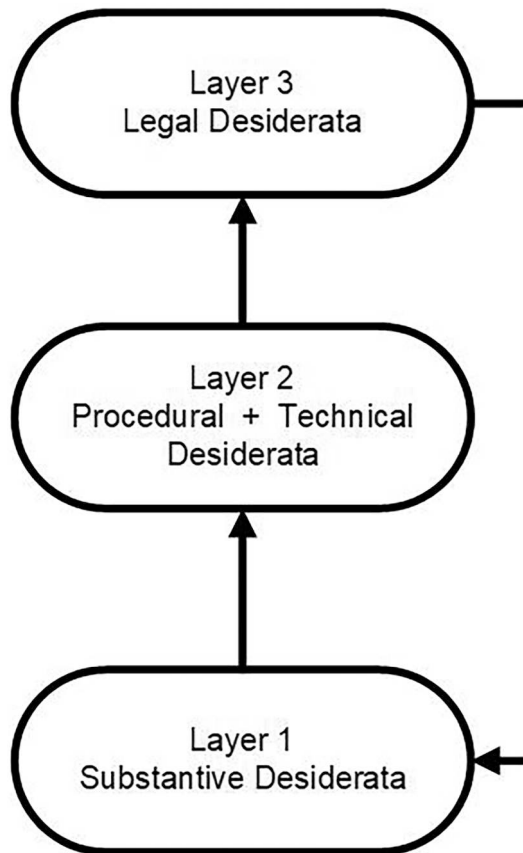 Layer 3
Legal Desiderata
Layer 2
Procedural + Technical
Desiderata
Layer 1
Substantive Desiderata